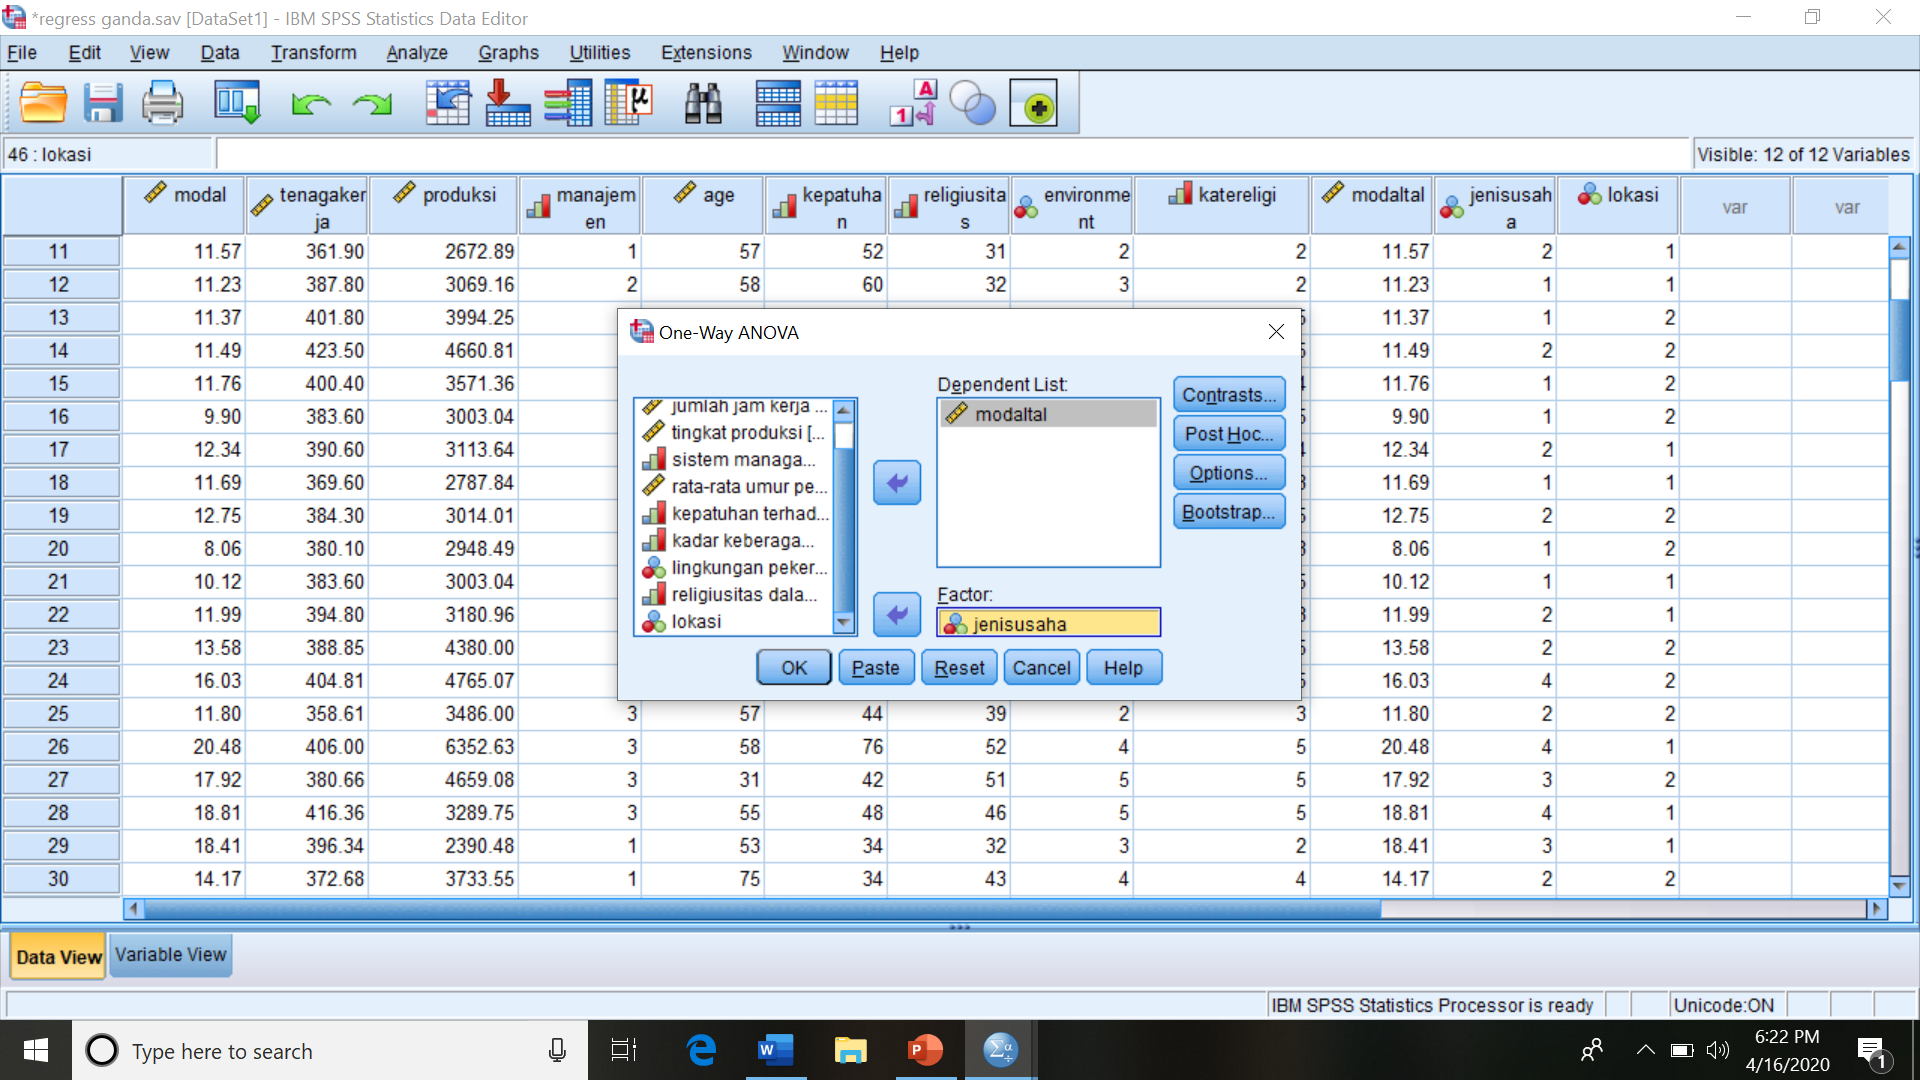 *regress ganda.sav [DataSet1] - IBM SPSS Statistics Data Editor
File Edit View Data Transform Analyze Graphs Utilities Extensions Window Help
46 : lokasi
Visible: 12 of 12 Variables
modal tenagakerja produksi manajemen age kepatuhan religiusitas environment katereligi modaltal jenisusaha lokasi var var
11 11.57 361.90 2672.89 1 57 52 31 2 2 11.57 2 1
12 11.23 387.80 3069.16 2 58 60 32 3 2 11.23 1 1
13 11.37 401.80 3994.25 11.37 1 2
14 11.49 423.50 4660.81 11.49 2 2
15 11.76 400.40 3571.36 11.76 1 2
16 9.90 383.60 3003.04 9.90 1 2
17 12.34 390.60 3113.64 12.34 2 1
18 11.69 369.60 2787.84 11.69 1 1
19 12.75 384.30 3014.01 12.75 2 2
20 8.06 380.10 2948.49 8.06 1 2
21 10.12 383.60 3003.04 10.12 1 1
22 11.99 394.80 3180.96 11.99 2 1
23 13.58 388.85 4380.00 13.58 2 2
24 16.03 404.81 4765.07 16.03 4 2
25 11.80 358.61 3486.00 3 57 44 39 2 3 11.80 2 2
26 20.48 406.00 6352.63 3 58 76 52 4 5 20.48 4 1
27 17.92 380.66 4659.08 3 31 42 51 5 5 17.92 3 2
28 18.81 416.36 3289.75 3 55 48 46 5 5 18.81 4 1
29 18.41 396.34 2390.48 1 53 34 32 3 2 18.41 3 1
30 14.17 372.68 3733.55 1 75 34 43 4 4 14.17 2 2
One-Way ANOVA
jumlah jam kerja ...
tingkat produksi [...
sistem managa...
rata-rata umur pe...
kepatuhan terhad...
kadar keberaga...
lingkungan peker...
religiusitas dala...
lokasi
Dependent List:
modaltal
Factor:
jenisusaha
Contrasts...
Post Hoc...
Options...
Bootstrap...
OK Paste Reset Cancel Help
Data View Variable View
IBM SPSS Statistics Processor is ready Unicode:ON
Type here to search
6:22 PM
4/16/2020
1